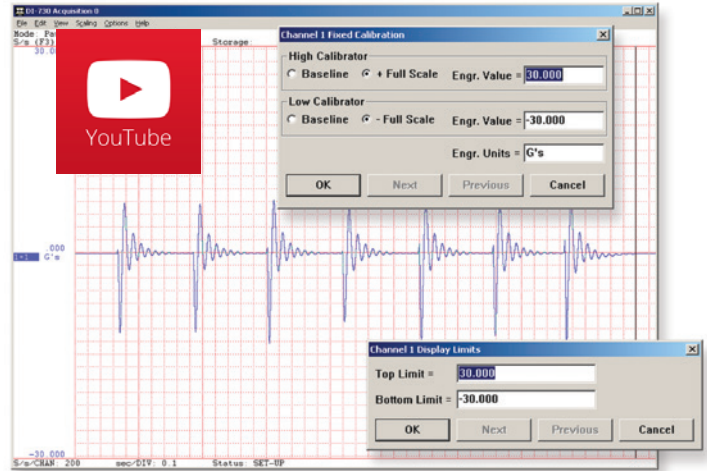 DI-730 Acquisition 0
File Edit View Scaling Options Help
Mode: Pa
S/s (F3) Storage:
30.0
YouTube
.000
1=1 G's
-30.000
S/s/CHAN: 200 sec/DIV: 0.1 Status: SET-UP
Channel 1 Fixed Calibration
High Calibrator
Baseline + Full Scale Engr. Value = 30.000
Low Calibrator
Baseline - Full Scale Engr. Value = -30.000
Engr. Units = G's
OK Next Previous Cancel
Channel 1 Display Limits
Top Limit = 30.000
Bottom Limit = -30.000
OK Next Previous Cancel